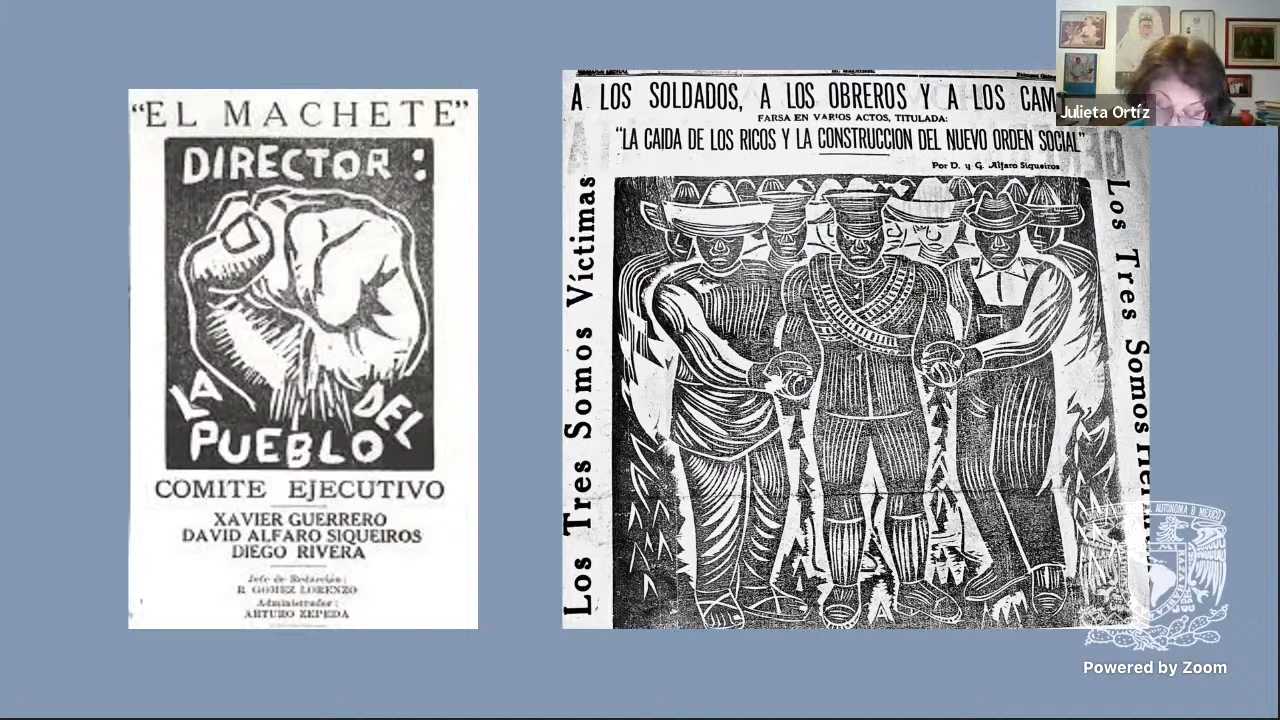 “EL MACHETE”
DIRECTOR :
LA DEL
PUEBLO
COMITE EJECUTIVO
XAVIER GUERRERO
DAVID ALFARO SIQUEIROS
DIEGO RIVERA
Jefe de Redacción:
R. GOMEZ LORENZO
Administrador:
ARTURO ZEPEDA
A LOS SOLDADOS, A LOS OBREROS Y A LOS CAM
FARSA EN VARIOS ACTOS, TITULADA:
“LA CAIDA DE LOS RICOS Y LA CONSTRUCCION DEL NUEVO ORDEN SOCIAL”
Por D. y G. Alfaro Siqueiros
Los Tres Somos Víctimas
Los Tres Somos
Julieta Ortíz
AUTONOMA
MEXICO
Powered by Zoom